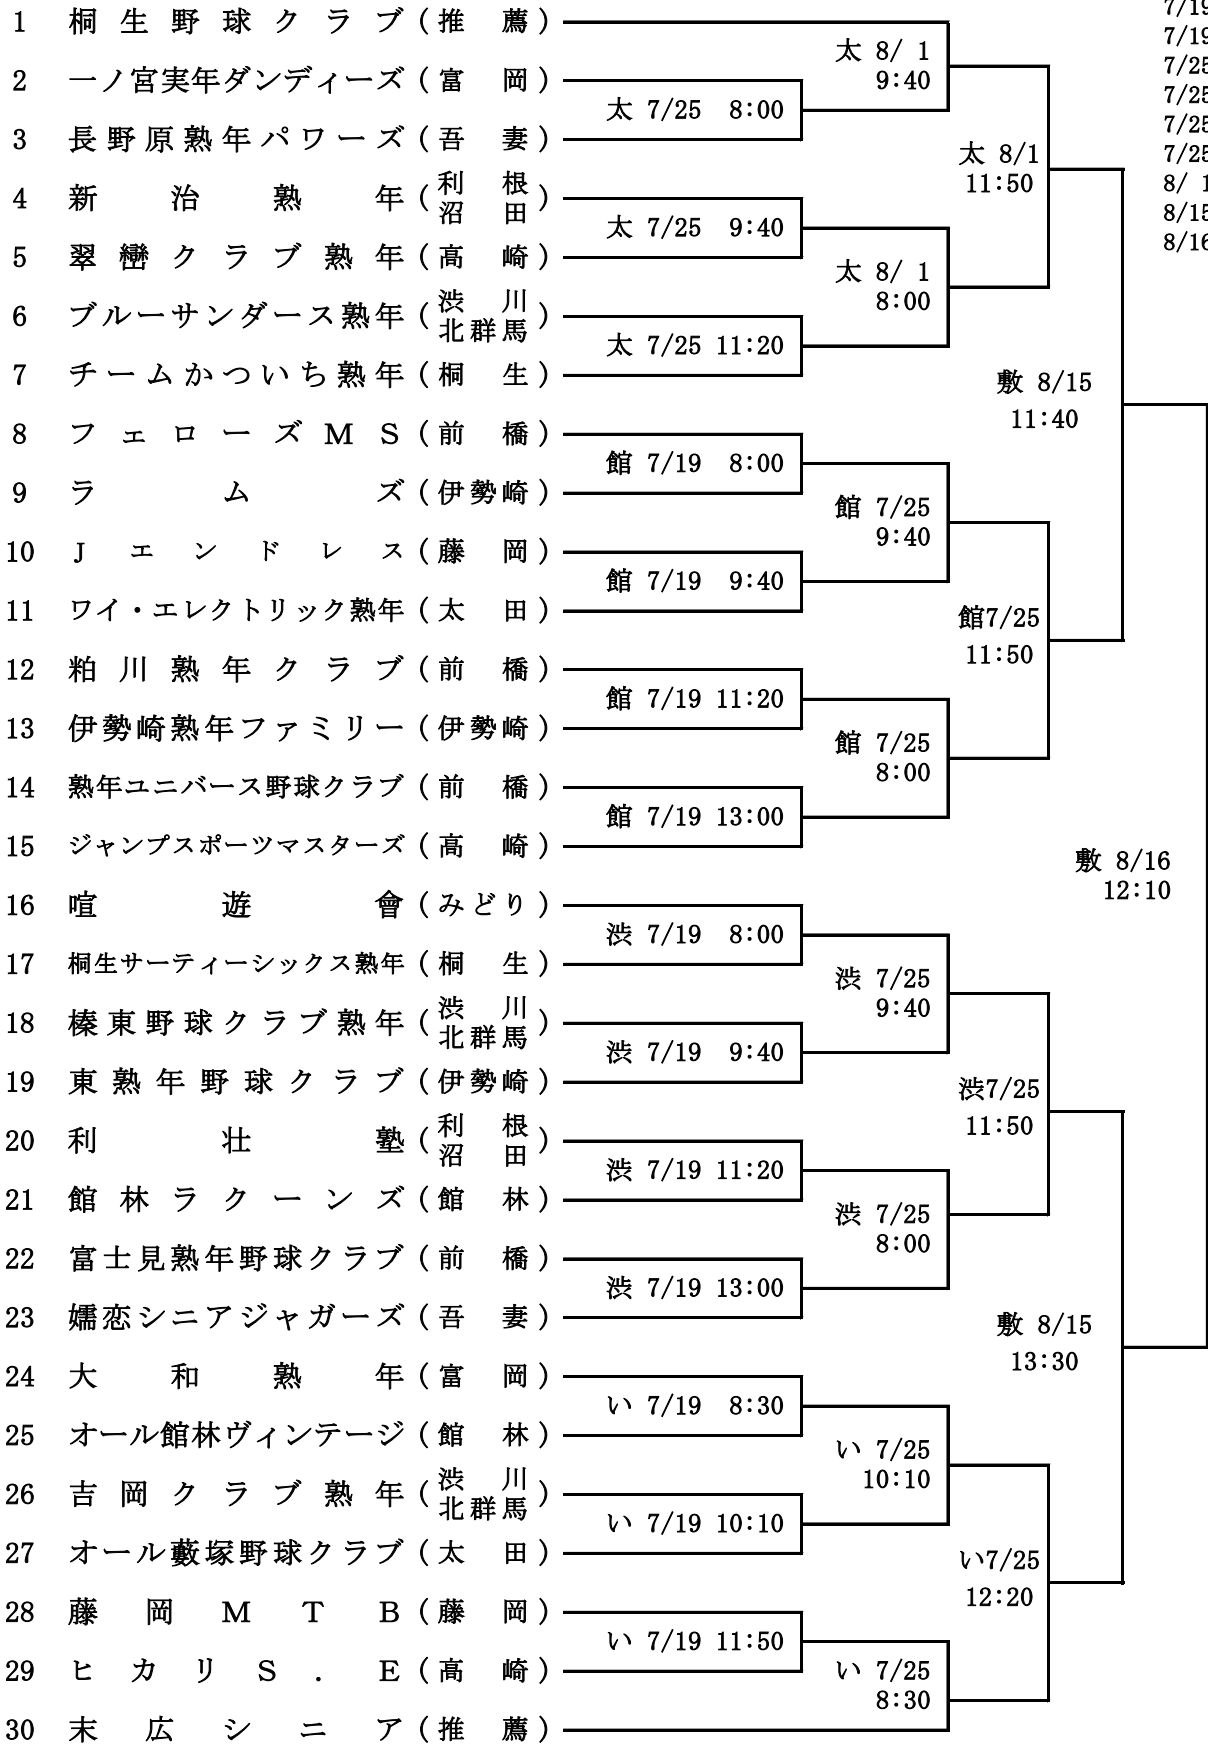 1 桐生野球クラブ(推薦)
2 一ノ宮実年ダンディーズ(富岡)
3 長野原熟年パワーズ(吾妻)
4 新治熟年(利根沼田)
5 翠巒クラブ熟年(高崎)
6 ブルーサンダース熟年(渋川北群馬)
7 チームかついち熟年(桐生)
8 フェローズMS(前橋)
9 ラムズ(伊勢崎)
10 Jエンドレス(藤岡)
11 ワイ・エレクトリック熟年(太田)
12 粕川熟年クラブ(前橋)
13 伊勢崎熟年ファミリー(伊勢崎)
14 熟年ユニバース野球クラブ(前橋)
15 ジャンプスポーツマスターズ(高崎)
16 喧遊會(みどり)
17 桐生サーティーシックス熟年(桐生)
18 榛東野球クラブ熟年(渋川北群馬)
19 東熟年野球クラブ(伊勢崎)
20 利壮塾(利根沼田)
21 館林ラクーンズ(館林)
22 富士見熟年野球クラブ(前橋)
23 嬬恋シニアジャガーズ(吾妻)
24 大和熟年(富岡)
25 オール館林ヴィンテージ(館林)
26 吉岡クラブ熟年(渋川北群馬)
27 オール藪塚野球クラブ(太田)
28 藤岡MTB(藤岡)
29 ヒカリS.E(高崎)
30 末広シニア(推薦)
太 7/25 8:00
太 7/25 9:40
太 7/25 11:20
館 7/19 8:00
館 7/19 9:40
館 7/19 11:20
館 7/19 13:00
渋 7/19 8:00
渋 7/19 9:40
渋 7/19 11:20
渋 7/19 13:00
い 7/19 8:30
い 7/19 10:10
い 7/19 11:50
太 8/ 1
9:40
太 8/ 1
8:00
館 7/25
9:40
館 7/25
8:00
渋 7/25
9:40
渋 7/25
8:00
い 7/25
10:10
い 7/25
8:30
太 8/1
11:50
館7/25
11:50
渋7/25
11:50
い7/25
12:20
敷 8/15
11:40
敷 8/15
13:30
敷 8/16
12:10
7/19
7/19
7/25
7/25
7/25
7/25
8/ 1
8/15
8/16